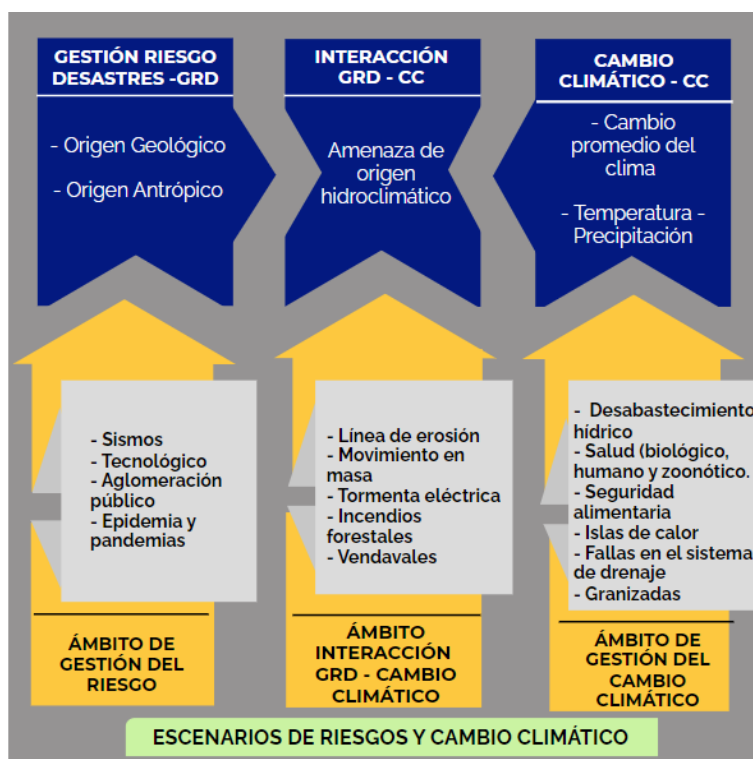 GESTIÓN RIESGO
DESASTRES -GRD
- Origen Geológico
- Origen Antrópico
INTERACCIÓN
GRD - CC
Amenaza de
origen
hidroclimático
CAMBIO
CLIMÁTICO - CC
- Cambio
promedio del
clima
- Temperatura -
Precipitación
- Sismos
- Tecnológico
- Aglomeración
público
- Epidemia y
pandemias
- Línea de erosión
- Movimiento en
masa
- Tormenta eléctrica
- Incendios
forestales
- Vendavales
- Desabastecimiento
hídrico
- Salud (biológico,
humano y zoonótico.
- Seguridad
alimentaria
- Islas de calor
- Fallas en el sistema
de drenaje
- Granizadas
ÁMBITO DE
GESTIÓN DEL
RIESGO
ÁMBITO
INTERACCIÓN
GRD - CAMBIO
CLIMÁTICO
ÁMBITO DE
GESTIÓN DEL
CAMBIO
CLIMÁTICO
ESCENARIOS DE RIESGOS Y CAMBIO CLIMÁTICO